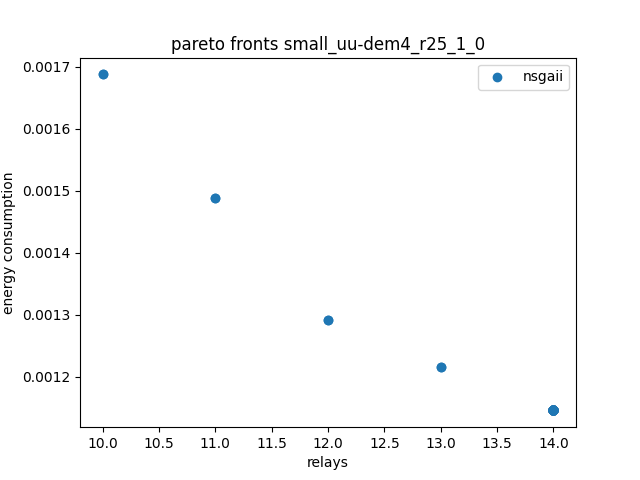 pareto fronts small_uu-dem4_r25_1_0
nsgaii
0.0017
0.0016
0.0015
0.0014
0.0013
0.0012
energy consumption
10.0 10.5 11.0 11.5 12.0 12.5 13.0 13.5 14.0
relays